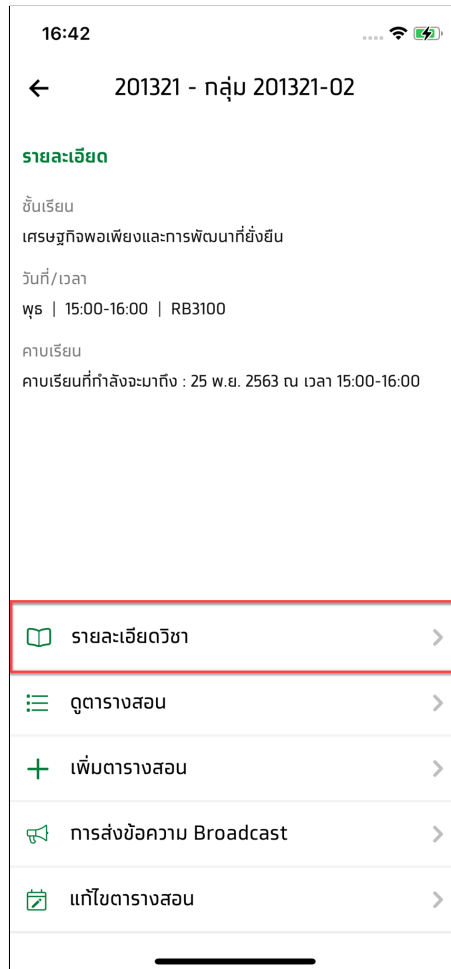 16:42
201321 - กลุ่ม 201321-02
รายละเอียด
ชั้นเรียน
เศรษฐกิจพอเพียงและการพัฒนาที่ยั่งยืน
วันที่/เวลา
พุธ | 15:00-16:00 | RB3100
คาบเรียน
คาบเรียนที่กำลังจะมาถึง : 25 พ.ย. 2563 ณ เวลา 15:00-16:00
รายละเอียดวิชา
ดูตารางสอน
เพิ่มตารางสอน
การส่งข้อความ Broadcast
แก้ไขตารางสอน